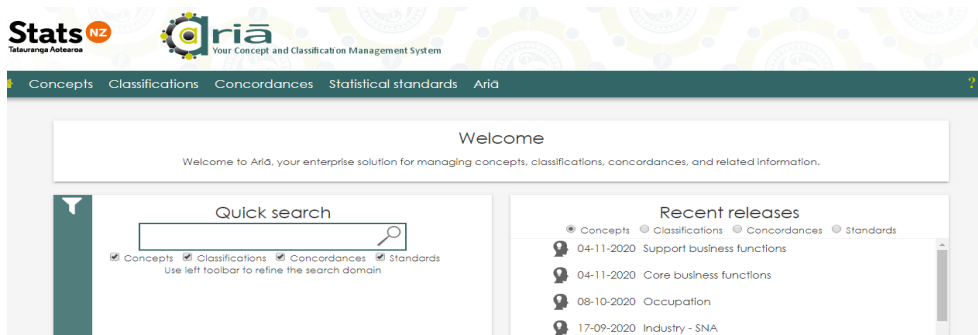 Stats NZ
Tatauranga Aotearoa
ariā
Your Concept and Classification Management System
Concepts Classifications Concordances Statistical standards Ariā ?
Welcome
Welcome to Ariā, your enterprise solution for managing concepts, classifications, concordances, and related information.
Quick search
Concepts Classifications Concordances Standards
Use left toolbar to refine the search domain
Recent releases
Concepts Classifications Concordances Standards
04-11-2020 Support business functions
04-11-2020 Core business functions
08-10-2020 Occupation
17-09-2020 Industry - SNA